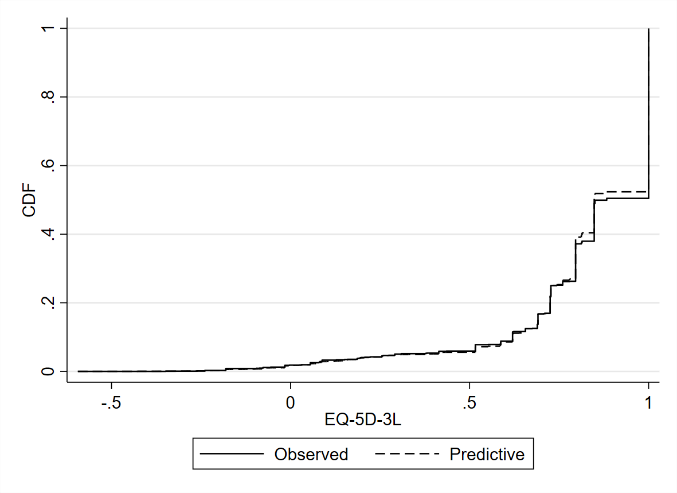 CDF
1
.8
.6
.4
.2
0
-.5 0 .5 1
EQ-5D-3L
Observed Predictive